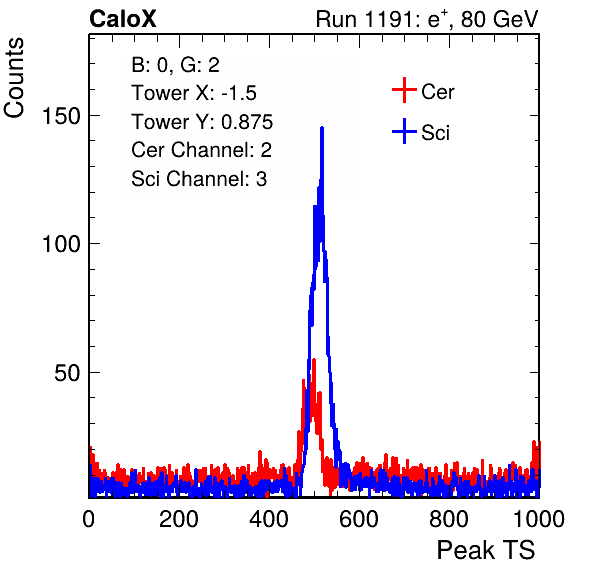 CaloX Run 1191: e⁺, 80 GeV
Counts
B: 0, G: 2
Tower X: -1.5
Tower Y: 0.875
Cer Channel: 2
Sci Channel: 3
Cer
Sci
150
100
50
0 200 400 600 800 1000
Peak TS